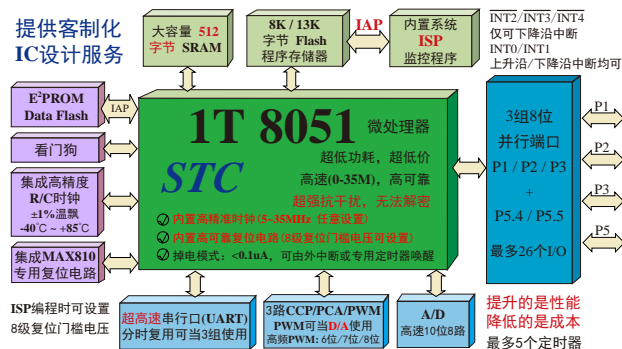 提供客制化
IC设计服务
大容量 512
字节 SRAM
8K / 13K
字节 Flash
程序存储器
IAP
内置系统
ISP
监控程序
INT2/INT3/INT4
仅可下降沿中断
INT0/INT1
上升沿/下降沿中断均可
E²PROM
Data Flash
IAP
看门狗
集成高精度
R/C时钟
±1%温飘
-40℃ ~ +85℃
集成MAX810
专用复位电路
1T 8051 微处理器
STC
超低功耗，超低价
高速(0-35M)，高可靠
超强抗干扰，无法解密
内置高精准时钟(5~35MHz 任意设置)
内置高可靠复位电路(8级复位门槛电压可设置)
掉电模式：<0.1uA，可由外中断或专用定时器唤醒
3组8位
并行端口
P1 / P2 / P3
+
P5.4 / P5.5
最多26个I/O
P1
P2
P3
P5
ISP编程时可设置
8级复位门槛电压
超高速串行口(UART)
分时复用可当3组使用
3路CCP/PCA/PWM
PWM可当D/A使用
高频PWM: 6位/7位/8位
A/D
高速10位8路
提升的是性能
降低的是成本
最多5个定时器